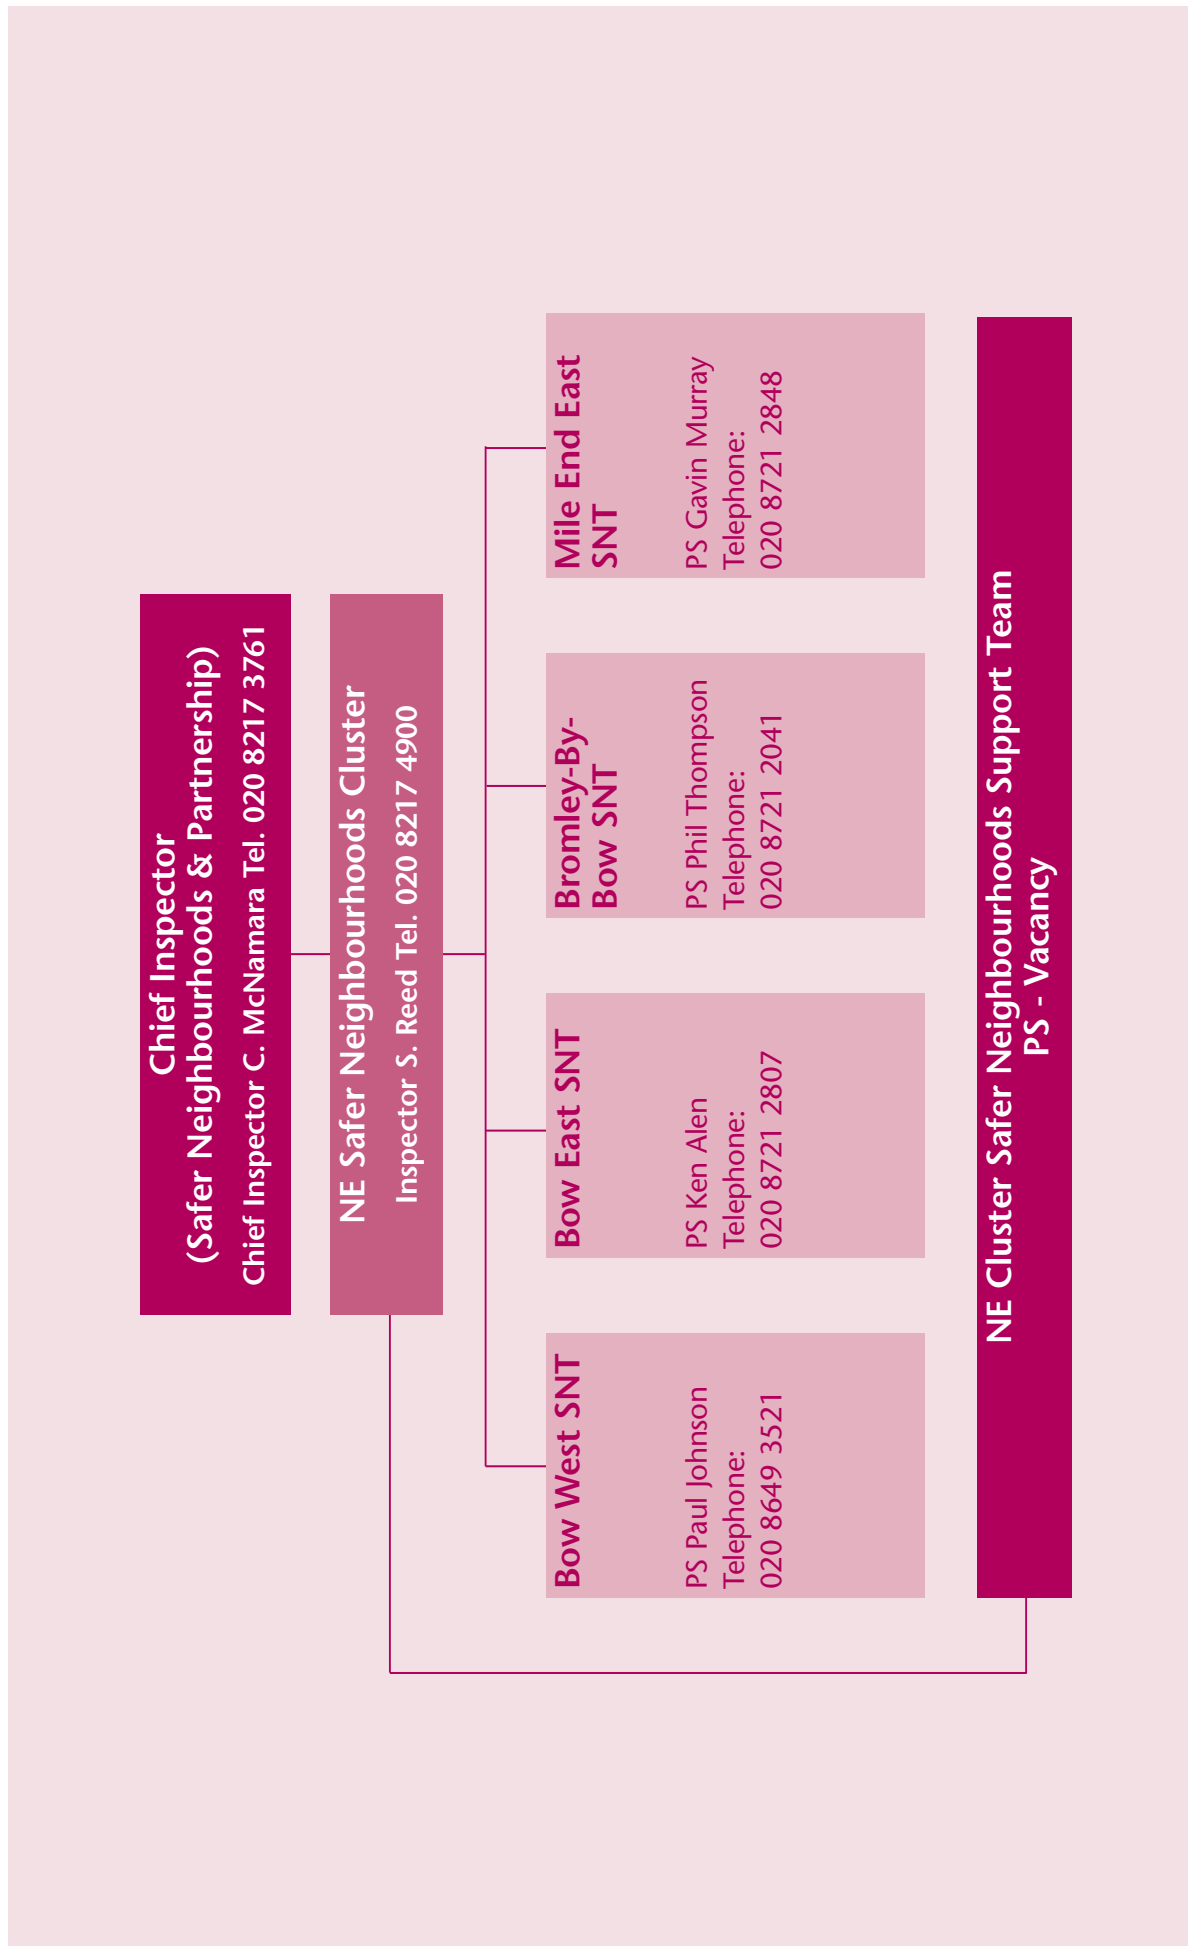 Chief Inspector
(Safer Neighbourhoods & Partnership)
Chief Inspector C. McNamara Tel. 020 8217 3761
NE Safer Neighbourhoods Cluster
Inspector S. Reed Tel. 020 8217 4900
Bow West SNT
PS Paul Johnson
Telephone:
020 8649 3521
Bow East SNT
PS Ken Alen
Telephone:
020 8721 2807
Bromley-By-
Bow SNT
PS Phil Thompson
Telephone:
020 8721 2041
Mile End East
SNT
PS Gavin Murray
Telephone:
020 8721 2848
NE Cluster Safer Neighbourhoods Support Team
PS - Vacancy